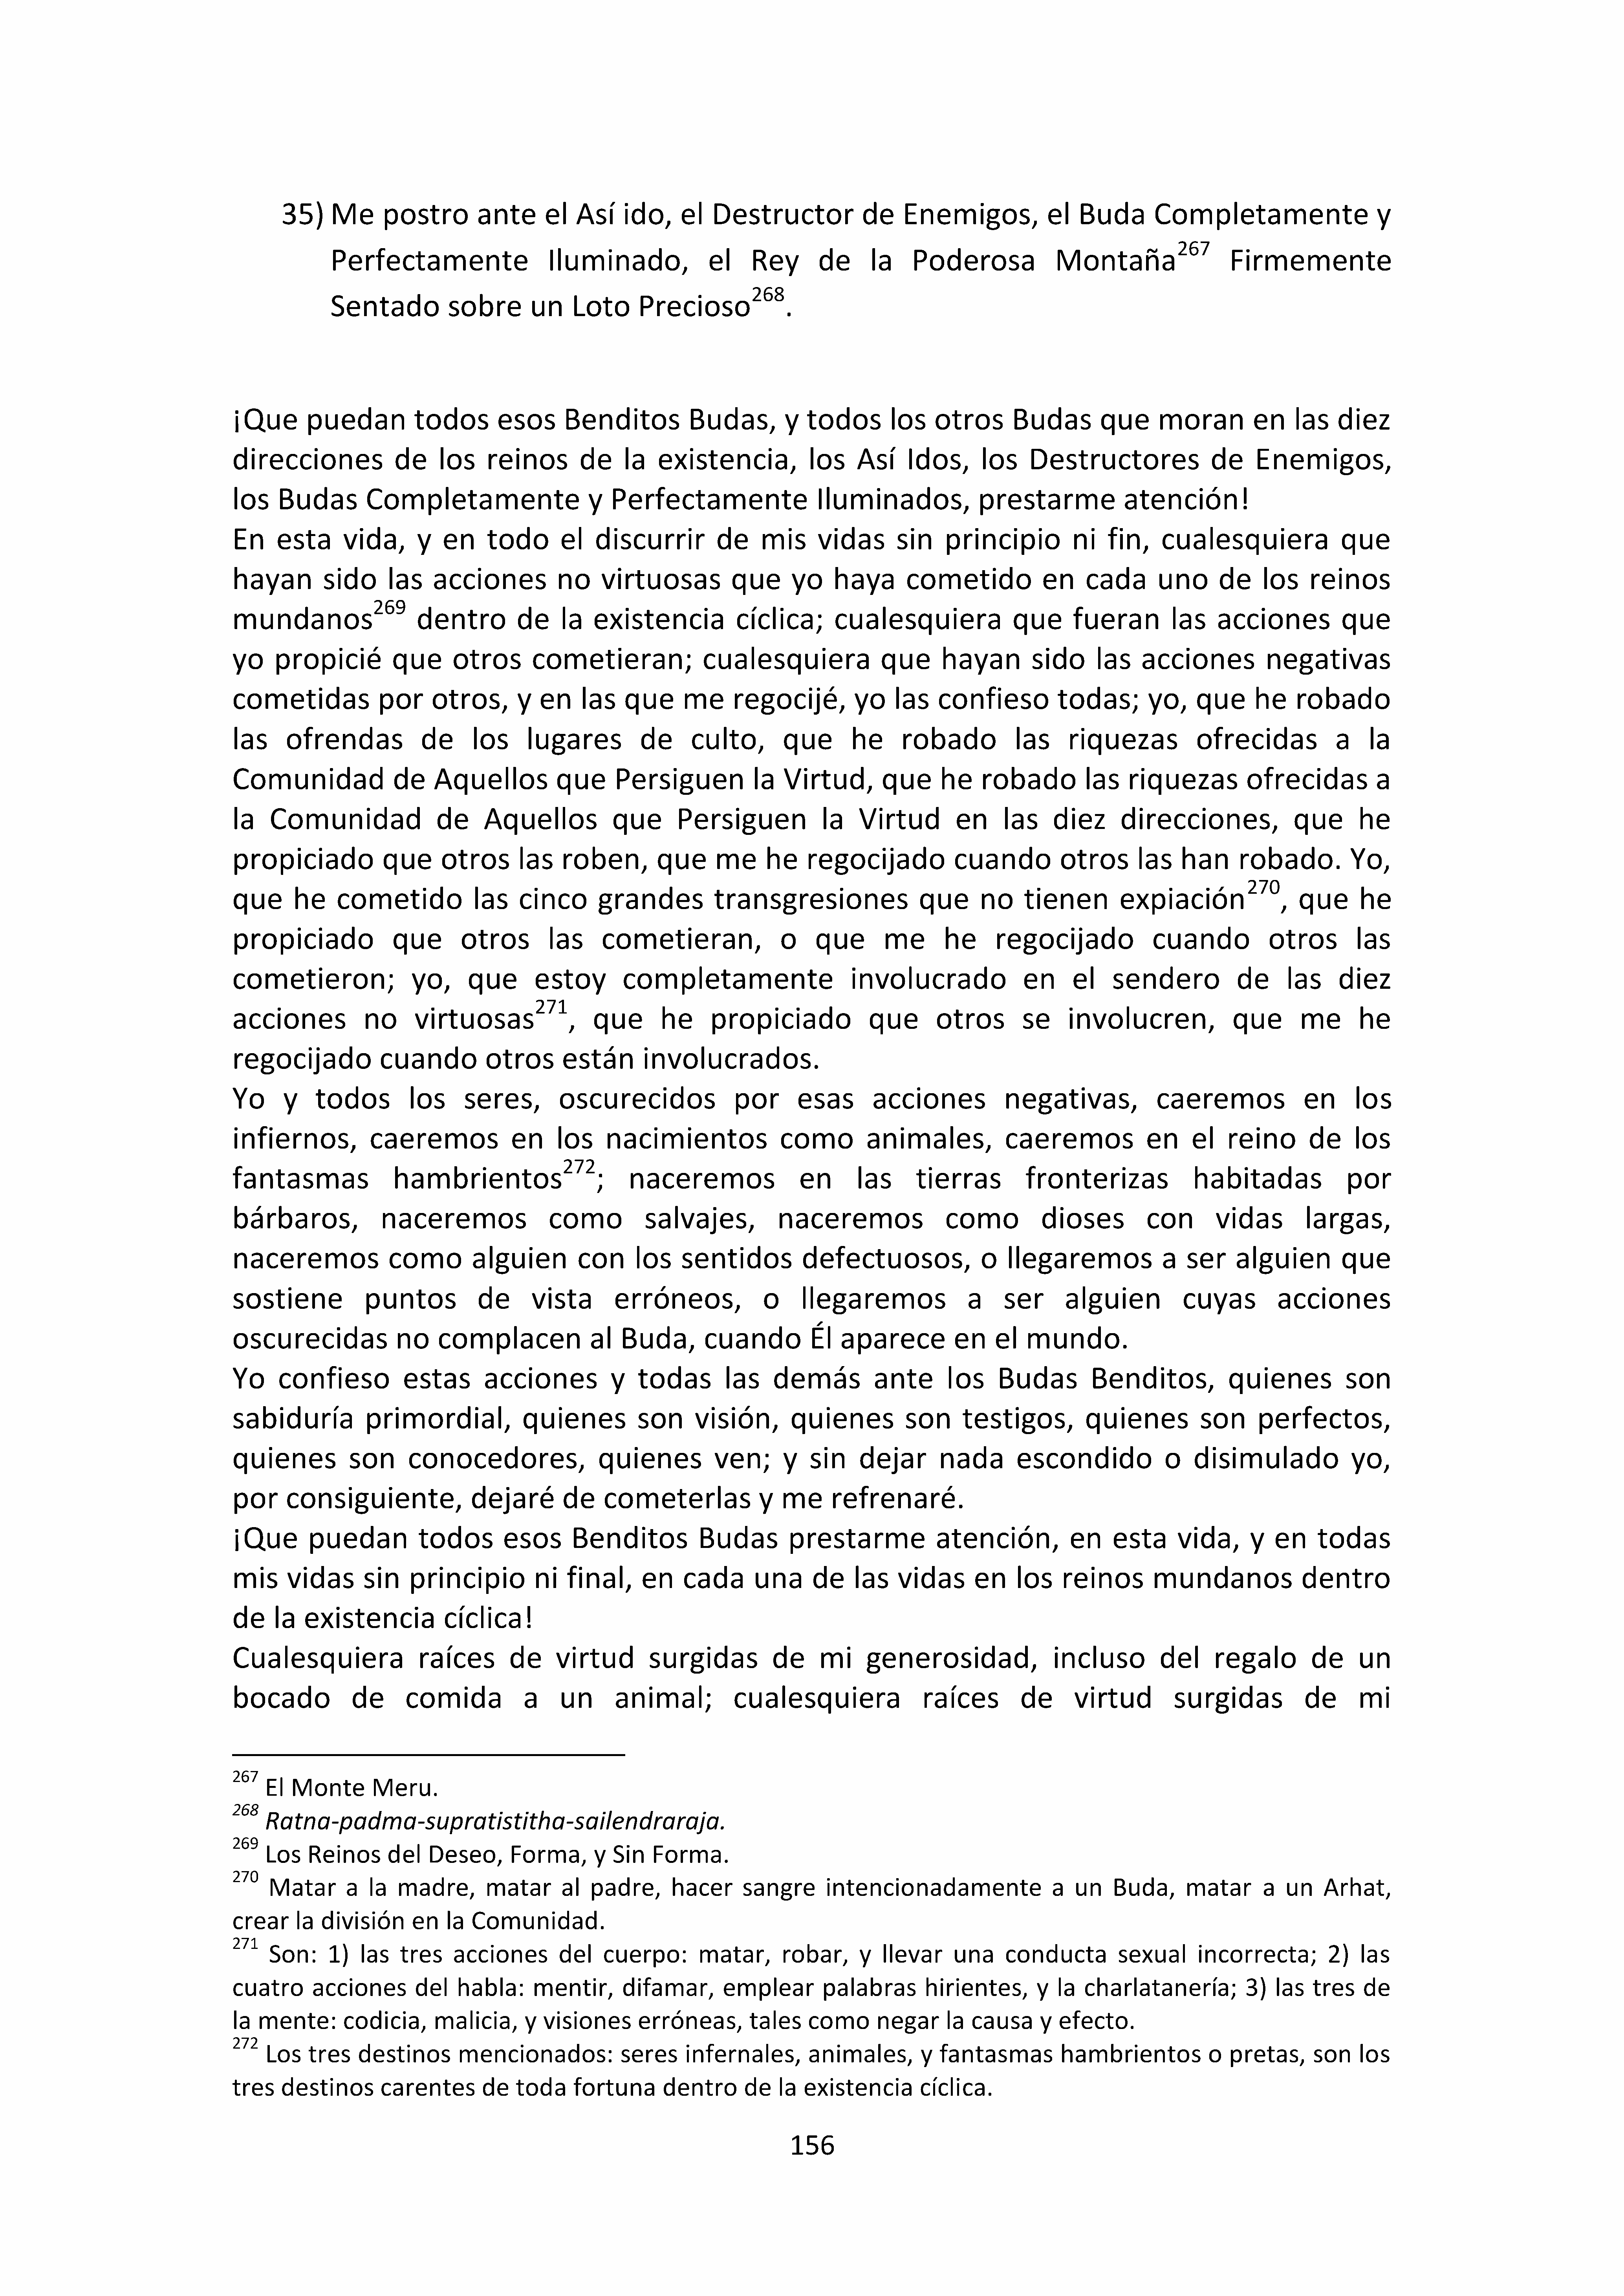 35) Me postro ante el Así ido, el Destructor de Enemigos, el Buda Completamente y
Perfectamente Iluminado, el Rey de la Poderosa Montaña267 Firmemente
Sentado sobre un Loto Precioso268.
¡Que puedan todos esos Benditos Budas, y todos los otros Budas que moran en las diez
direcciones de los reinos de la existencia, los Así Idos, los Destructores de Enemigos,
los Budas Completamente y Perfectamente Iluminados, prestarme atención!
En esta vida, y en todo el discurrir de mis vidas sin principio ni fin, cualesquiera que
hayan sido las acciones no virtuosas que yo haya cometido en cada uno de los reinos
mundanos269 dentro de la existencia cíclica; cualesquiera que fueran las acciones que
yo propicié que otros cometieran; cualesquiera que hayan sido las acciones negativas
cometidas por otros, y en las que me regocijé, yo las confieso todas; yo, que he robado
las ofrendas de los lugares de culto, que he robado las riquezas ofrecidas a la
Comunidad de Aquellos que Persiguen la Virtud, que he robado las riquezas ofrecidas a
la Comunidad de Aquellos que Persiguen la Virtud en las diez direcciones, que he
propiciado que otros las roben, que me he regocijado cuando otros las han robado. Yo,
que he cometido las cinco grandes transgresiones que no tienen expiación270, que he
propiciado que otros las cometieran, o que me he regocijado cuando otros las
cometieron; yo, que estoy completamente involucrado en el sendero de las diez
acciones no virtuosas271, que he propiciado que otros se involucren, que me he
regocijado cuando otros están involucrados.
Yo y todos los seres, oscurecidos por esas acciones negativas, caeremos en los
infiernos, caeremos en los nacimientos como animales, caeremos en el reino de los
fantasmas hambrientos272; naceremos en las tierras fronterizas habitadas por
bárbaros, naceremos como salvajes, naceremos como dioses con vidas largas,
naceremos como alguien con los sentidos defectuosos, o llegaremos a ser alguien que
sostiene puntos de vista erróneos, o llegaremos a ser alguien cuyas acciones
oscurecidas no complacen al Buda, cuando Él aparece en el mundo.
Yo confieso estas acciones y todas las demás ante los Budas Benditos, quienes son
sabiduría primordial, quienes son visión, quienes son testigos, quienes son perfectos,
quienes son conocedores, quienes ven; y sin dejar nada escondido o disimulado yo,
por consiguiente, dejaré de cometerlas y me refrenaré.
¡Que puedan todos esos Benditos Budas prestarme atención, en esta vida, y en todas
mis vidas sin principio ni final, en cada una de las vidas en los reinos mundanos dentro
de la existencia cíclica!
Cualesquiera raíces de virtud surgidas de mi generosidad, incluso del regalo de un
bocado de comida a un animal; cualesquiera raíces de virtud surgidas de mi
267 El Monte Meru.
268 Ratna-padma-supratistitha-sailendraraja.
269 Los Reinos del Deseo, Forma, y Sin Forma.
270 Matar a la madre, matar al padre, hacer sangre intencionadamente a un Buda, matar a un Arhat,
crear la división en la Comunidad.
271 Son: 1) las tres acciones del cuerpo: matar, robar, y llevar una conducta sexual incorrecta; 2) las
cuatro acciones del habla: mentir, difamar, emplear palabras hirientes, y la charlatanería; 3) las tres de
la mente: codicia, malicia, y visiones erróneas, tales como negar la causa y efecto.
272 Los tres destinos mencionados: seres infernales, animales, y fantasmas hambrientos o pretas, son los
tres destinos carentes de toda fortuna dentro de la existencia cíclica.
156